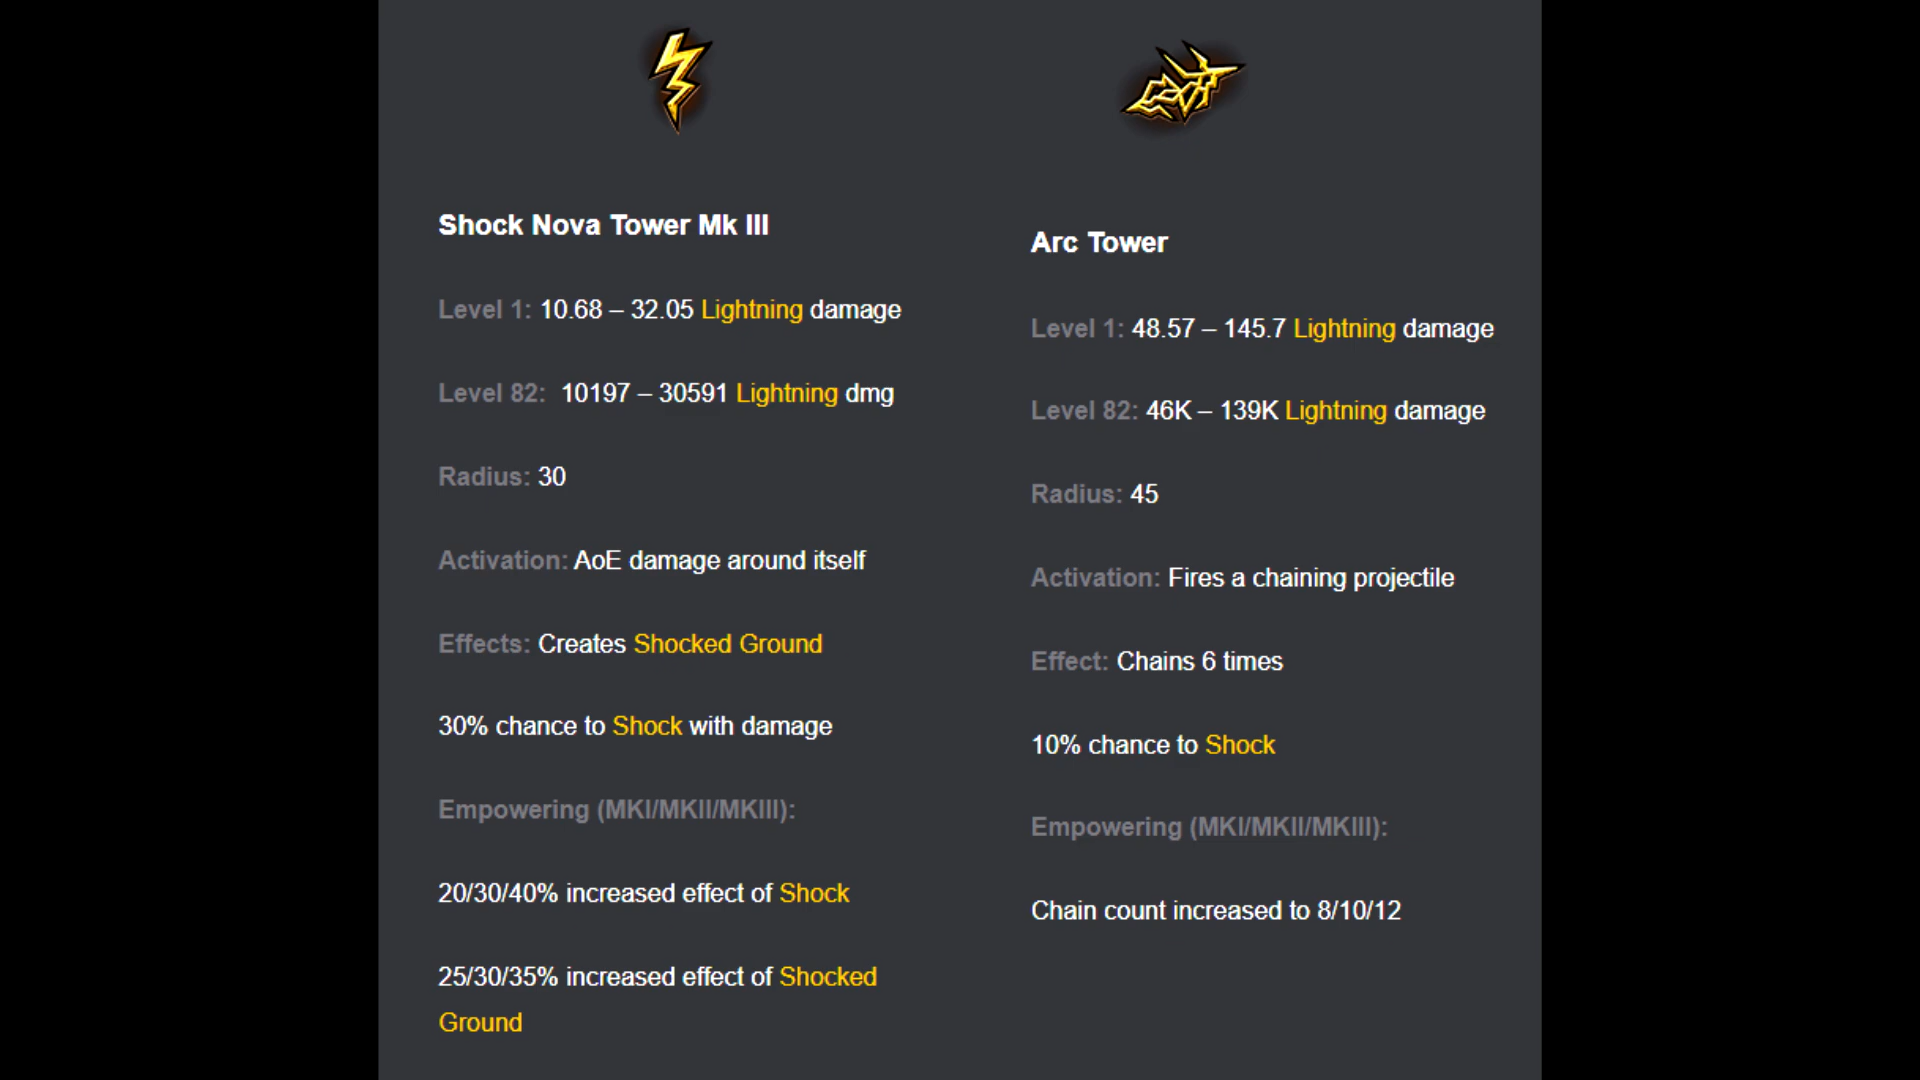 Shock Nova Tower Mk III
Level 1: 10.68 – 32.05 Lightning damage
Level 82:  10197 – 30591 Lightning dmg
Radius: 30
Activation: AoE damage around itself
Effects: Creates Shocked Ground
30% chance to Shock with damage
Empowering (MKI/MKII/MKIII):
20/30/40% increased effect of Shock
25/30/35% increased effect of Shocked
Ground
Arc Tower
Level 1: 48.57 – 145.7 Lightning damage
Level 82: 46K – 139K Lightning damage
Radius: 45
Activation: Fires a chaining projectile
Effect: Chains 6 times
10% chance to Shock
Empowering (MKI/MKII/MKIII):
Chain count increased to 8/10/12